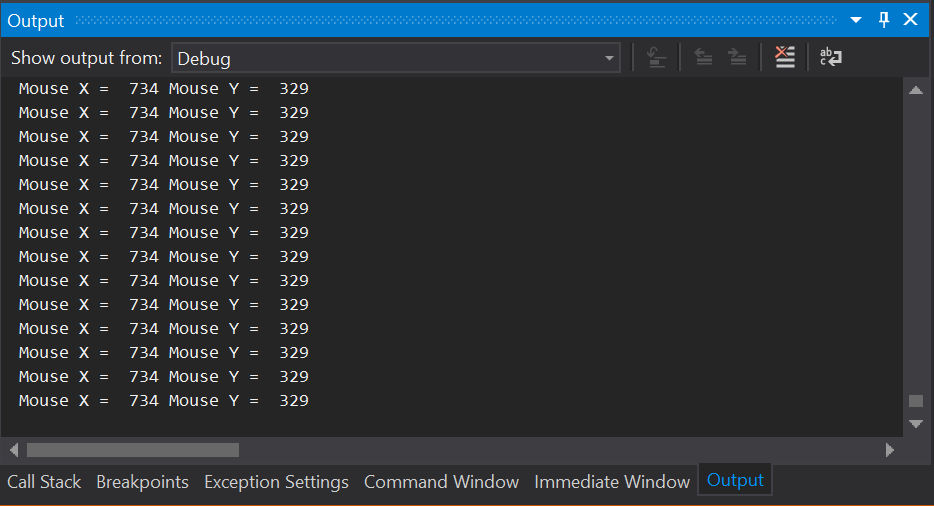 Output
Show output from: Debug
Mouse X =  734 Mouse Y =  329
Mouse X =  734 Mouse Y =  329
Mouse X =  734 Mouse Y =  329
Mouse X =  734 Mouse Y =  329
Mouse X =  734 Mouse Y =  329
Mouse X =  734 Mouse Y =  329
Mouse X =  734 Mouse Y =  329
Mouse X =  734 Mouse Y =  329
Mouse X =  734 Mouse Y =  329
Mouse X =  734 Mouse Y =  329
Mouse X =  734 Mouse Y =  329
Mouse X =  734 Mouse Y =  329
Mouse X =  734 Mouse Y =  329
Mouse X =  734 Mouse Y =  329
Call Stack Breakpoints Exception Settings Command Window Immediate Window Output